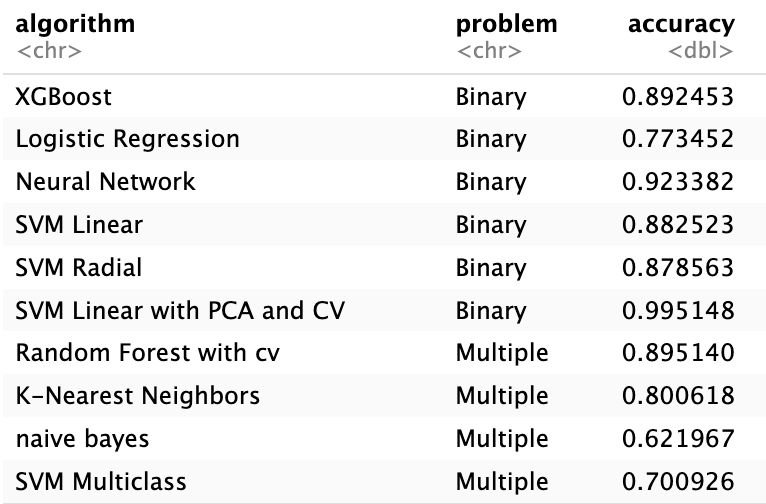 algorithm problem accuracy
<chr> <chr> <dbl>
XGBoost Binary 0.892453
Logistic Regression Binary 0.773452
Neural Network Binary 0.923382
SVM Linear Binary 0.882523
SVM Radial Binary 0.878563
SVM Linear with PCA and CV Binary 0.995148
Random Forest with cv Multiple 0.895140
K-Nearest Neighbors Multiple 0.800618
naive bayes Multiple 0.621967
SVM Multiclass Multiple 0.700926